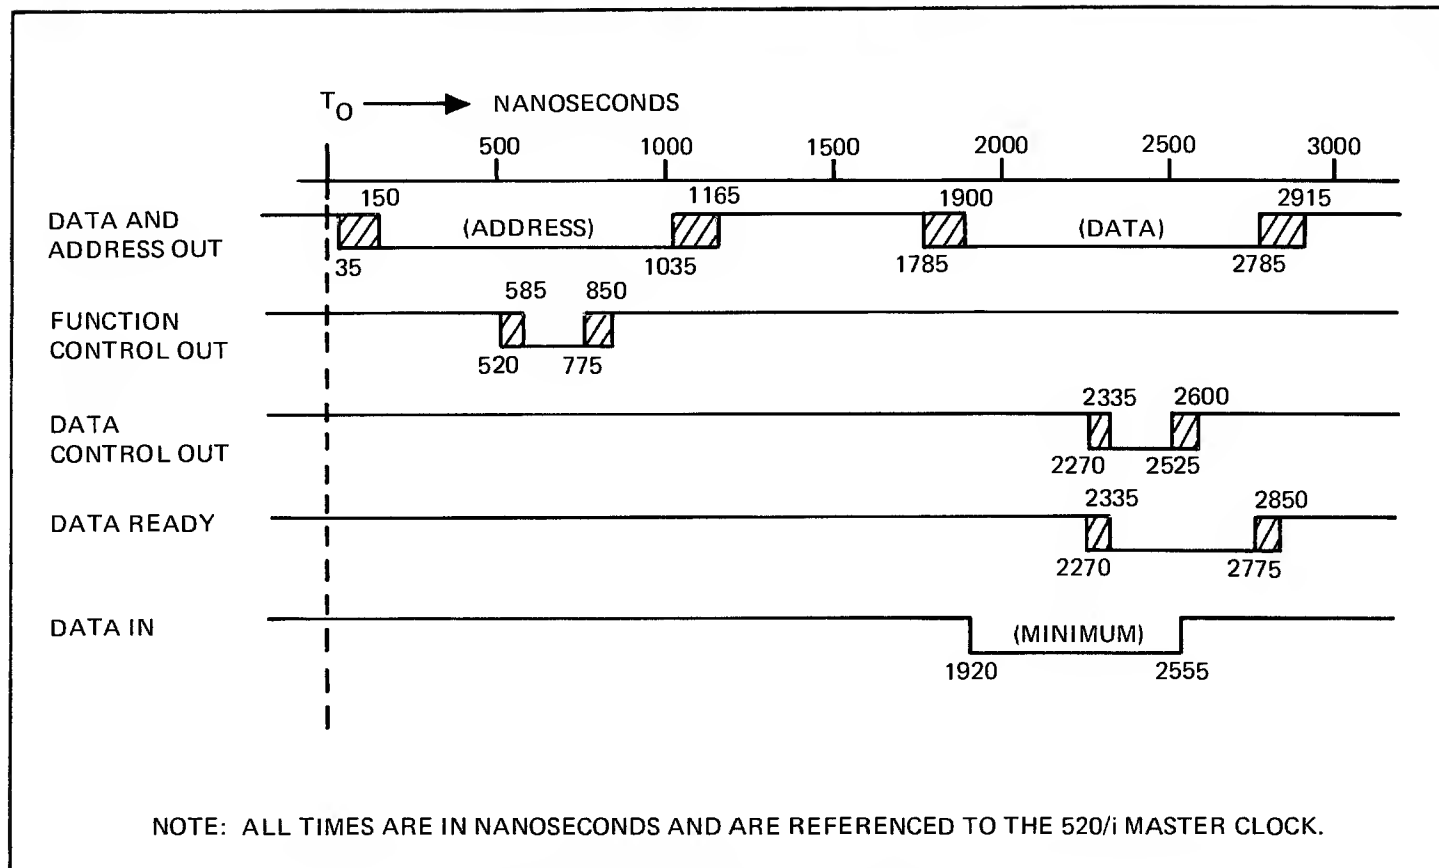 T0 NANOSECONDS
500 1000 1500 2000 2500 3000
150 1165 1900 2915
DATA AND
ADDRESS OUT
(ADDRESS) (DATA)
35 1035 1785 2785
585 850
FUNCTION
CONTROL OUT
520 775
2335 2600
DATA
CONTROL OUT
2270 2525
2335 2850
DATA READY
2270 2775
DATA IN
(MINIMUM)
1920 2555
NOTE: ALL TIMES ARE IN NANOSECONDS AND ARE REFERENCED TO THE 520/i MASTER CLOCK.